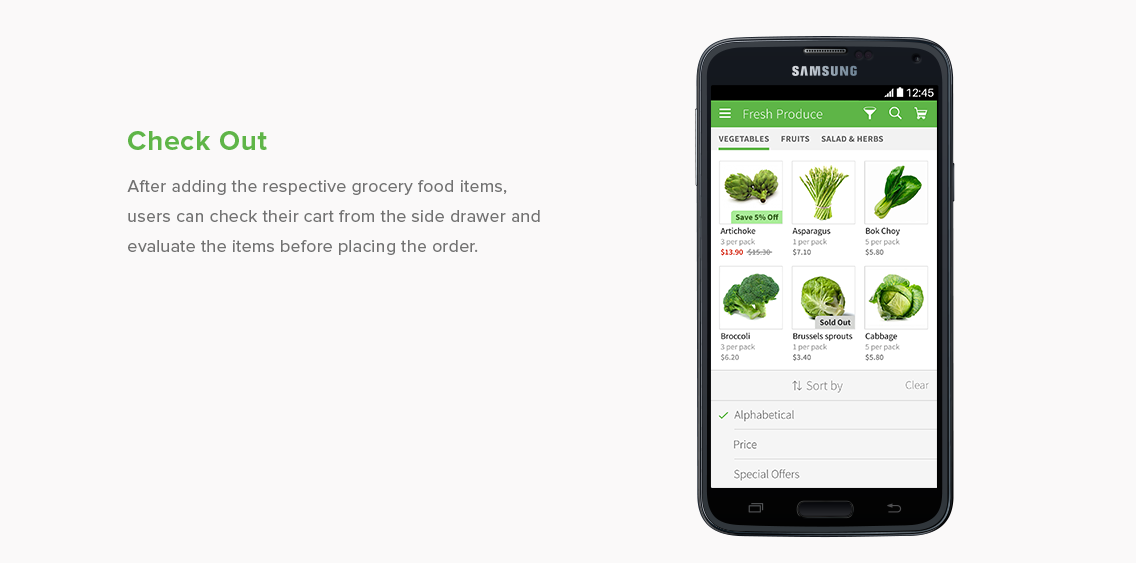 Check Out
After adding the respective grocery food items,
users can check their cart from the side drawer and
evaluate the items before placing the order.
SAMSUNG
12:45
Fresh Produce
VEGETABLES FRUITS SALAD & HERBS
Save 5% Off
Artichoke Asparagus Bok Choy
3 per pack 1 per pack 5 per pack
$13.90 $15.30 $7.10 $5.80
Sold Out
Broccoli Brussels sprouts Cabbage
3 per pack 1 per pack 5 per pack
$6.20 $3.40 $5.80
Sort by Clear
Alphabetical
Price
Special Offers